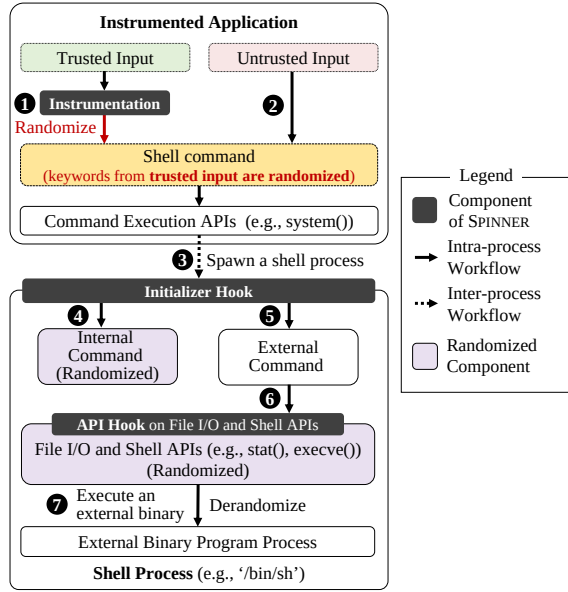 Instrumented Application
Trusted Input
Untrusted Input
1 Instrumentation
2
Randomize
Shell command
(keywords from trusted input are randomized)
Command Execution APIs (e.g., system())
3 Spawn a shell process
Initializer Hook
4
5
Internal
Command
(Randomized)
External
Command
6
API Hook on File I/O and Shell APIs
File I/O and Shell APIs (e.g., stat(), execve())
(Randomized)
7 Execute an
external binary
Derandomize
External Binary Program Process
Shell Process (e.g., ‘/bin/sh’)
Legend
Component
of SPINNER
Intra-process
Workflow
Inter-process
Workflow
Randomized
Component